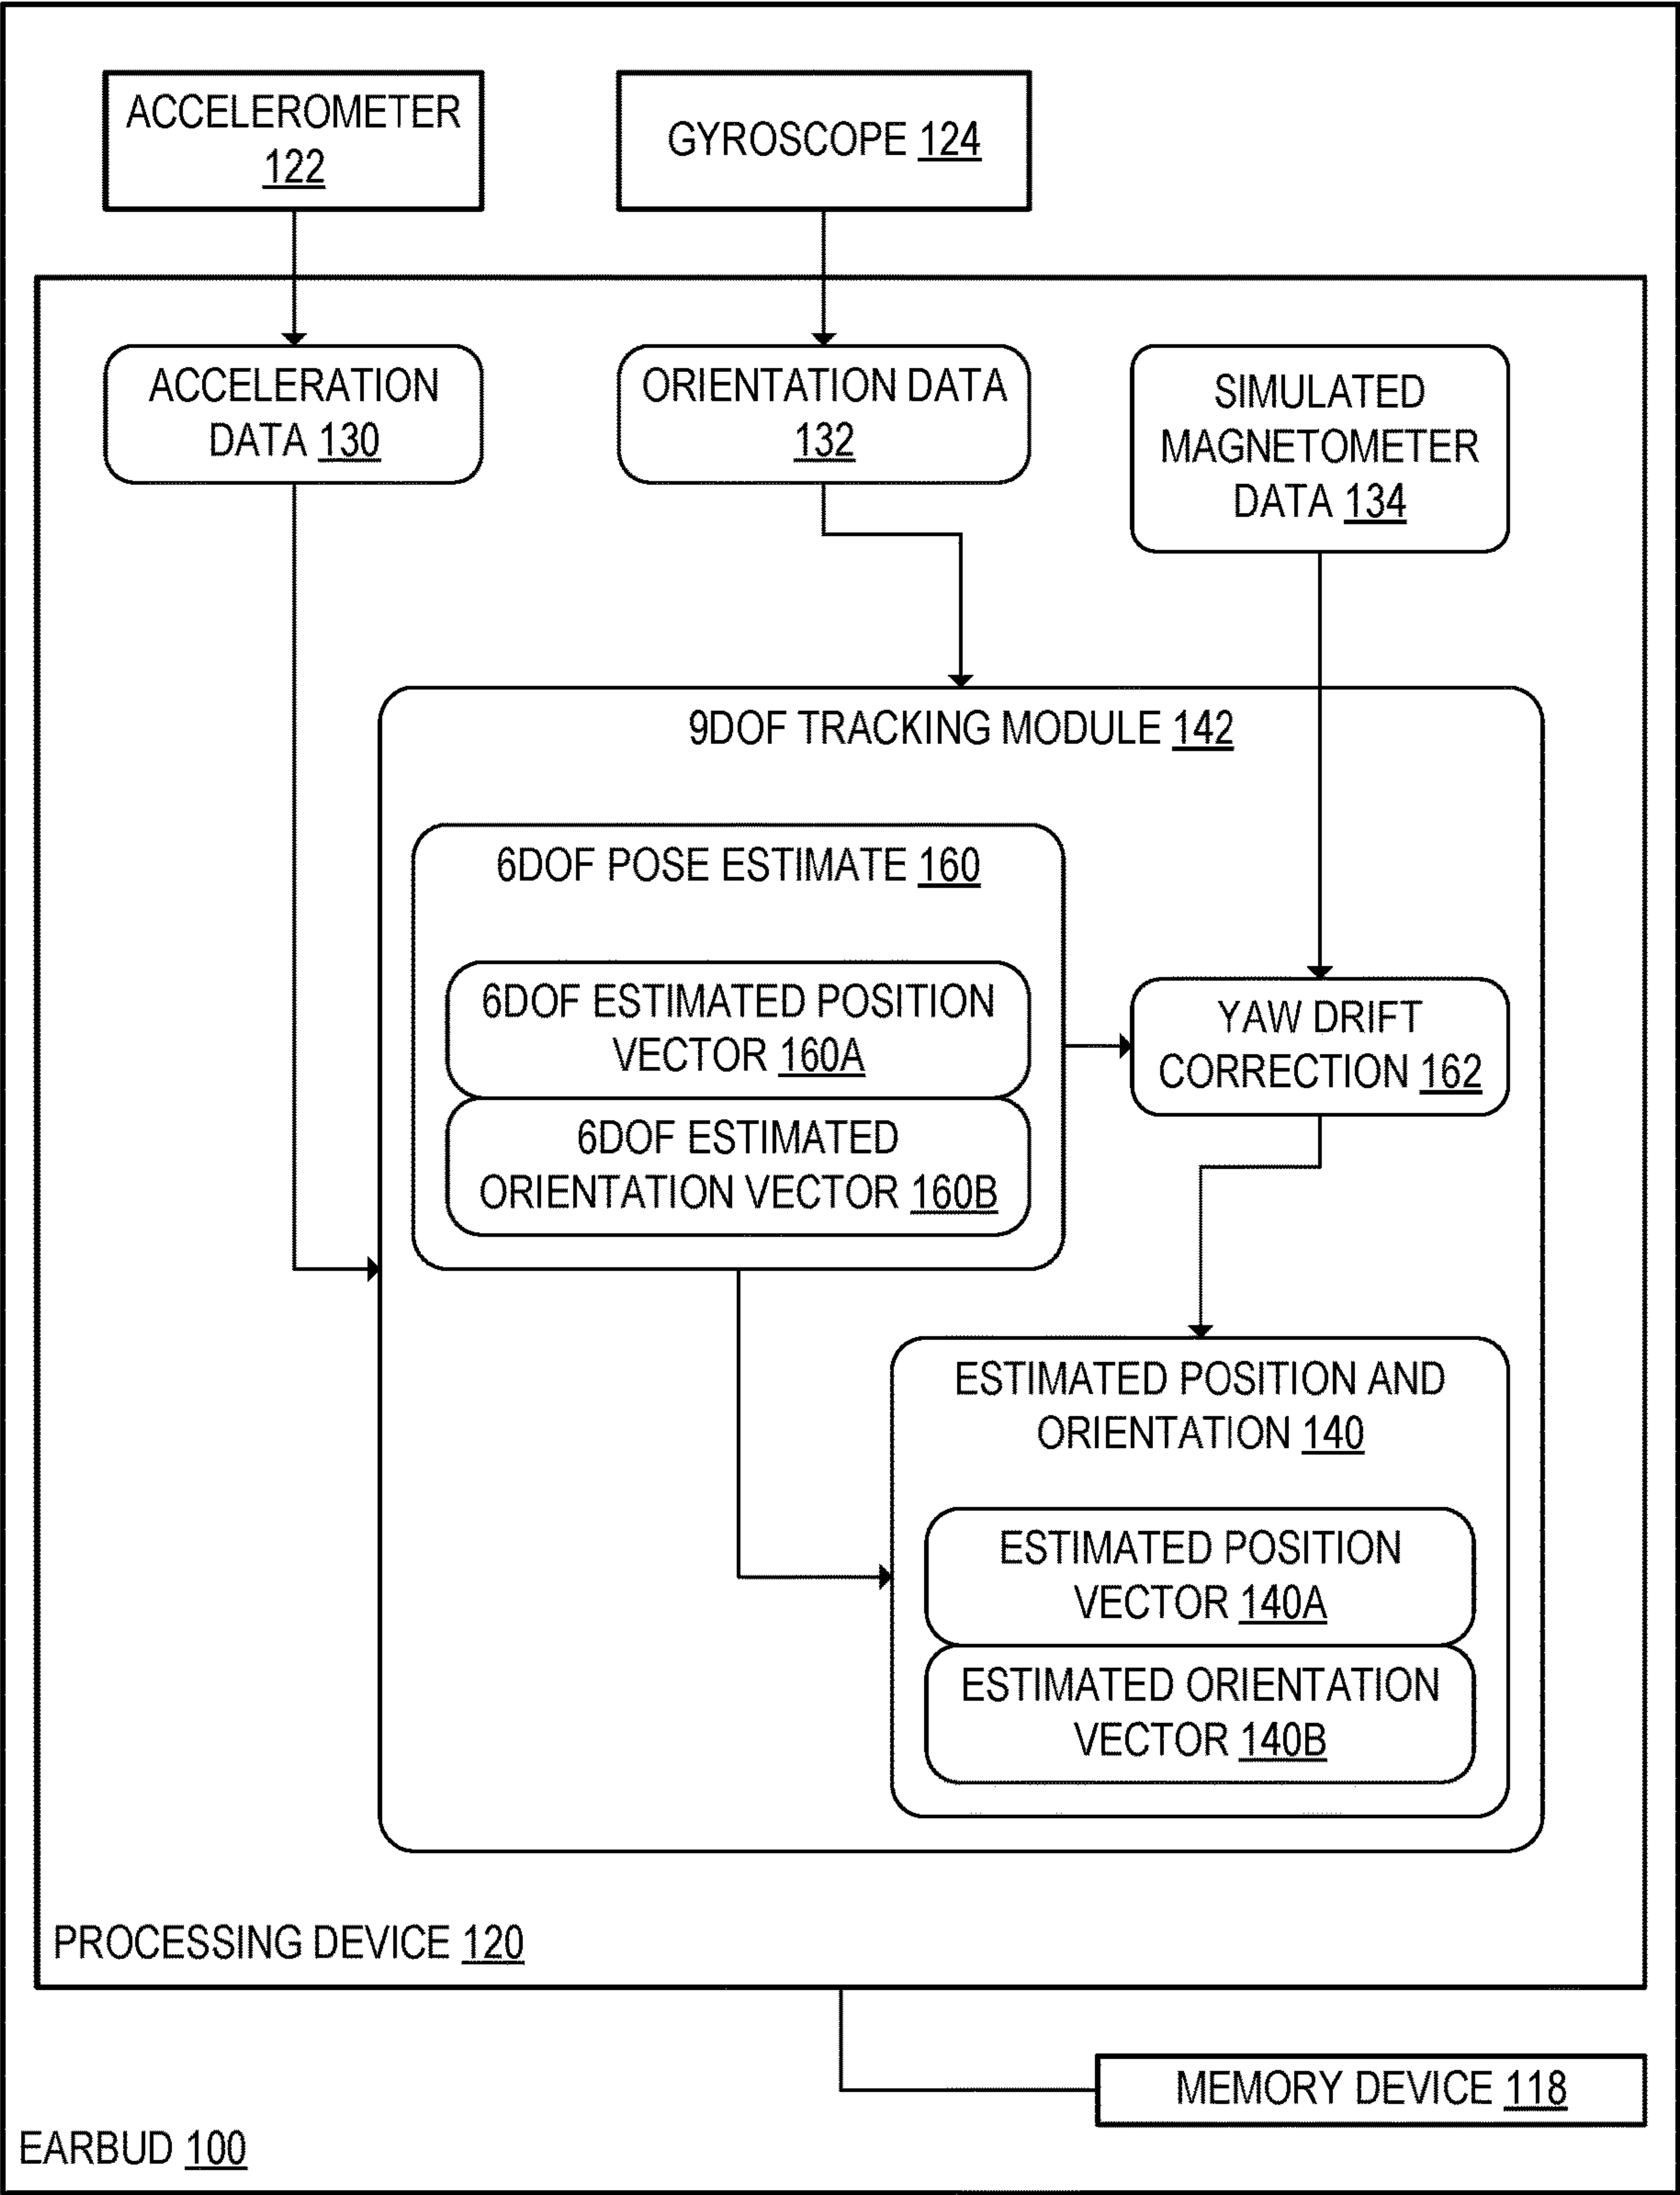 ACCELEROMETER
122
GYROSCOPE 124
ACCELERATION
DATA 130
ORIENTATION DATA
132
SIMULATED
MAGNETOMETER
DATA 134
9DOF TRACKING MODULE 142
6DOF POSE ESTIMATE 160
6DOF ESTIMATED POSITION
VECTOR 160A
6DOF ESTIMATED
ORIENTATION VECTOR 160B
YAW DRIFT
CORRECTION 162
ESTIMATED POSITION AND
ORIENTATION 140
ESTIMATED POSITION
VECTOR 140A
ESTIMATED ORIENTATION
VECTOR 140B
PROCESSING DEVICE 120
MEMORY DEVICE 118
EARBUD 100